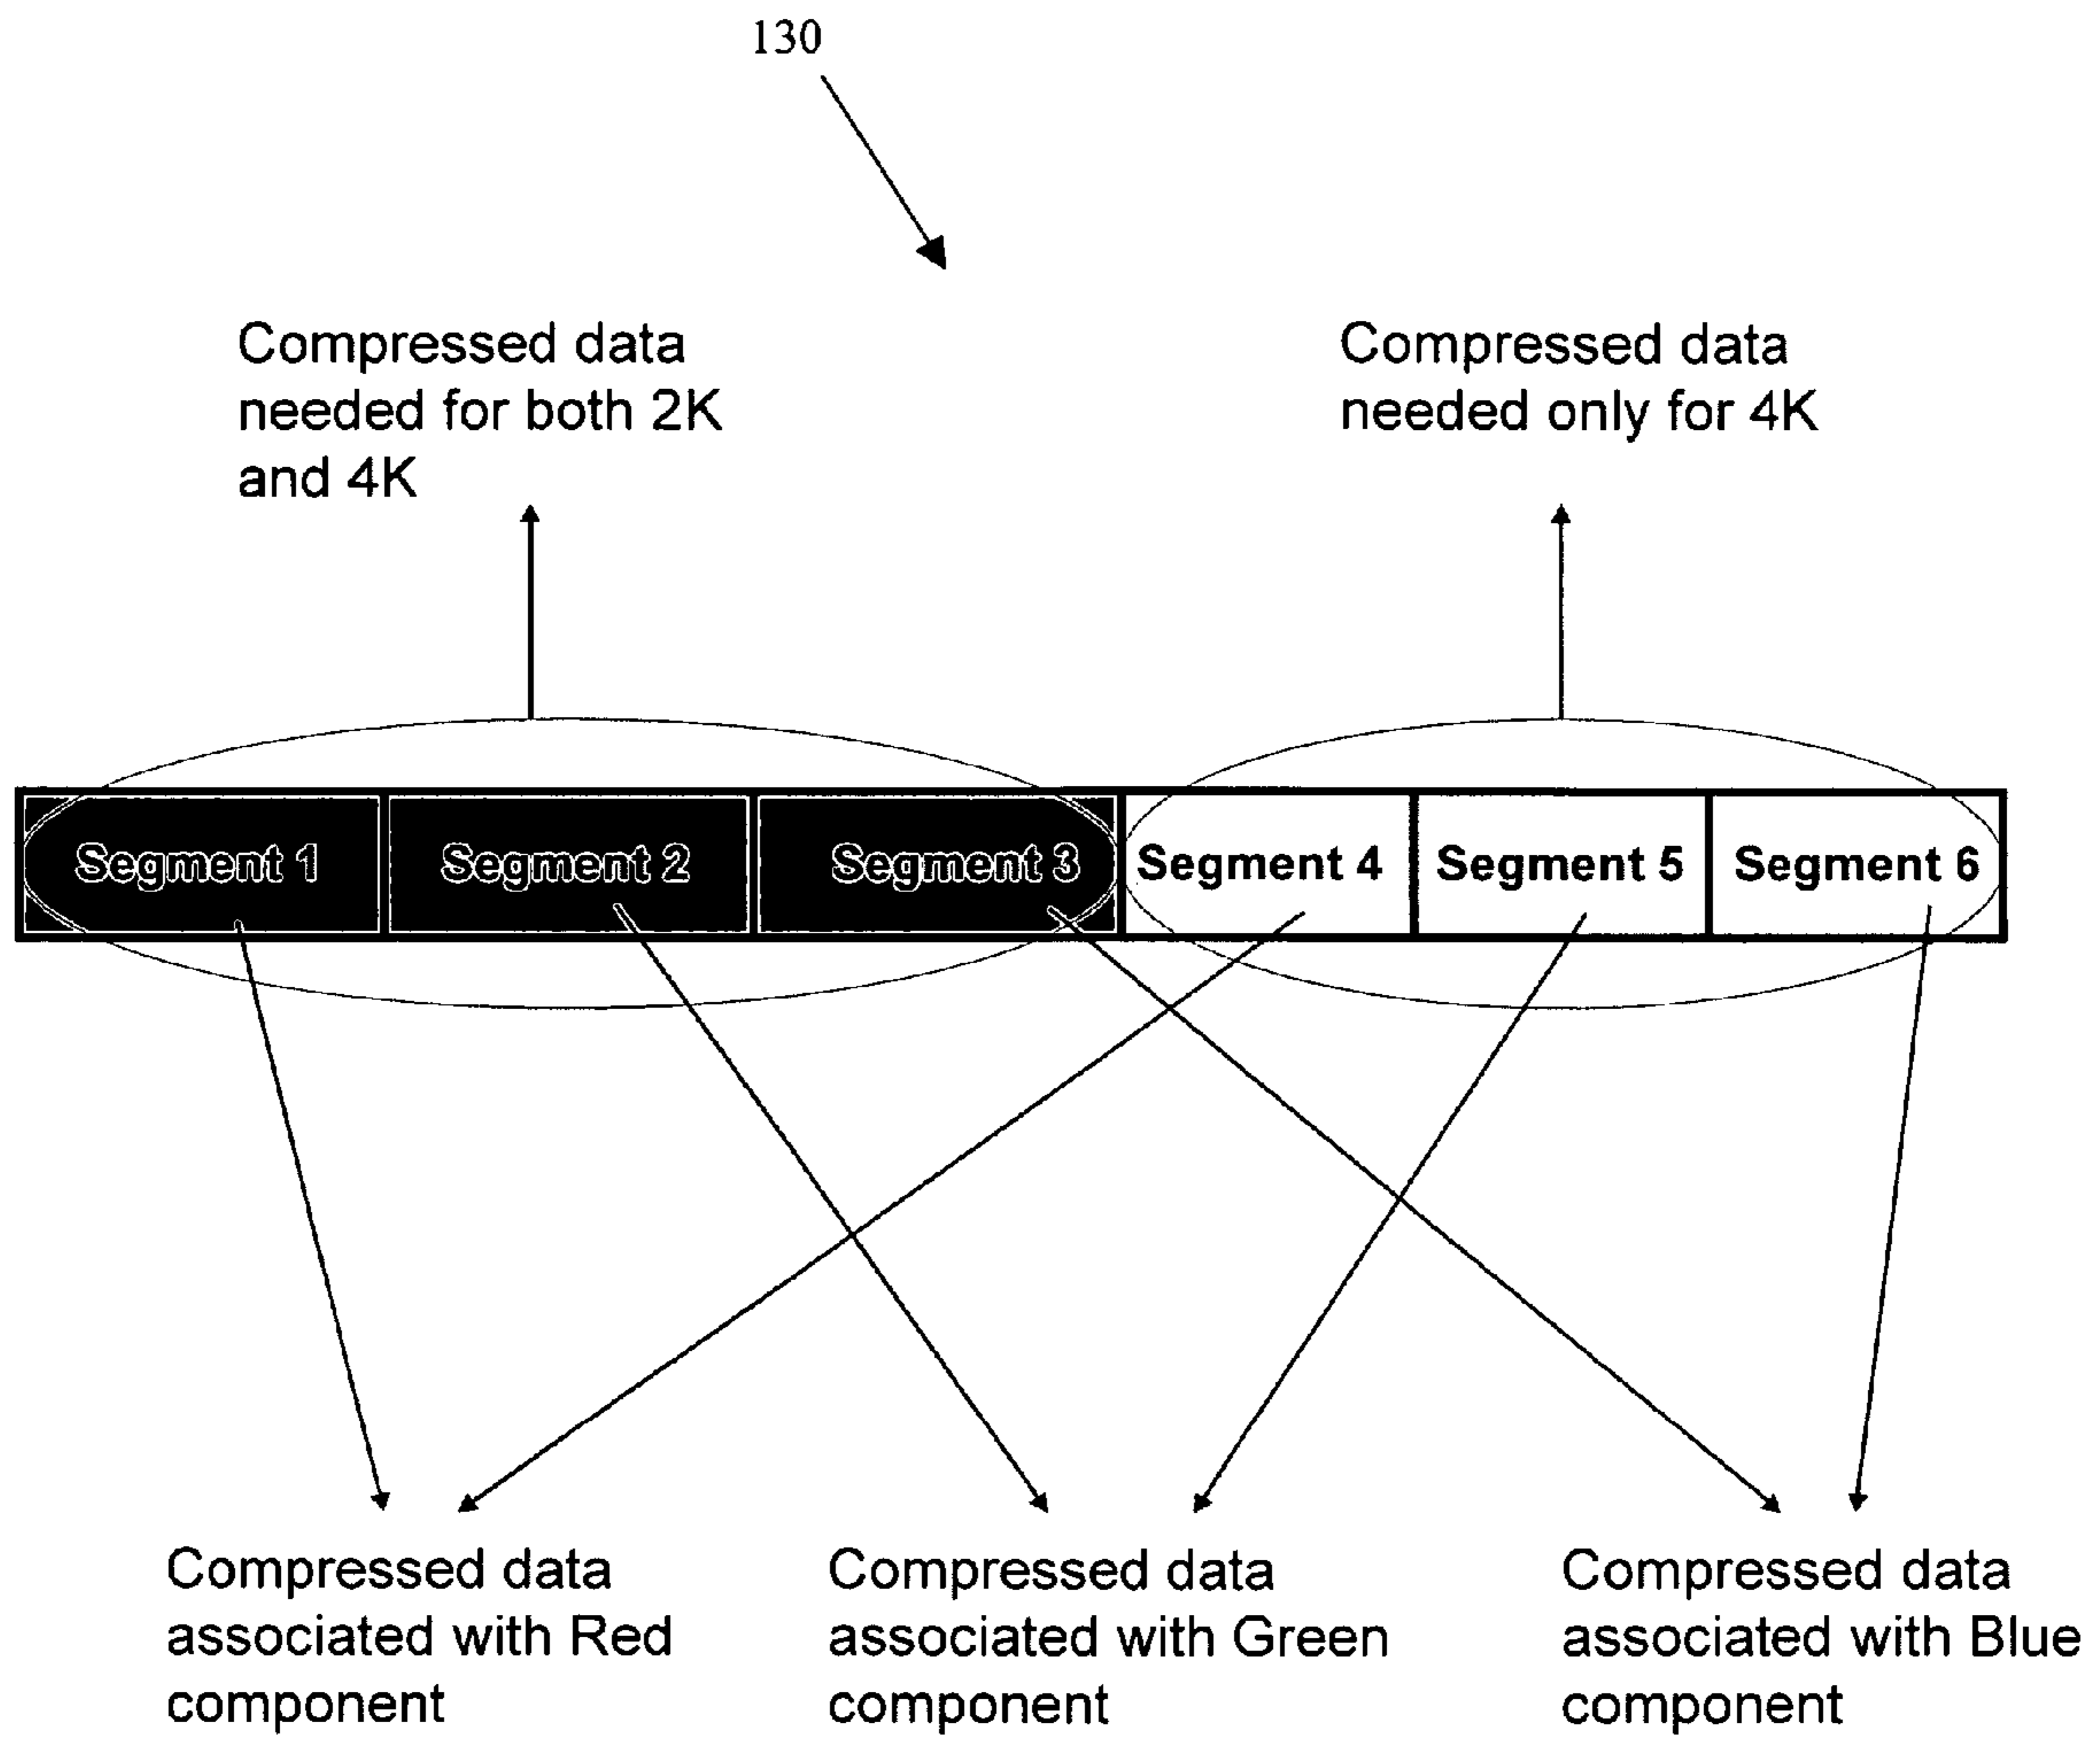 130
Compressed data
needed for both 2K
and 4K
Compressed data
needed only for 4K
Segment 1
Segment 2
Segment 3
Segment 4
Segment 5
Segment 6
Compressed data
associated with Red
component
Compressed data
associated with Green
component
Compressed data
associated with Blue
component